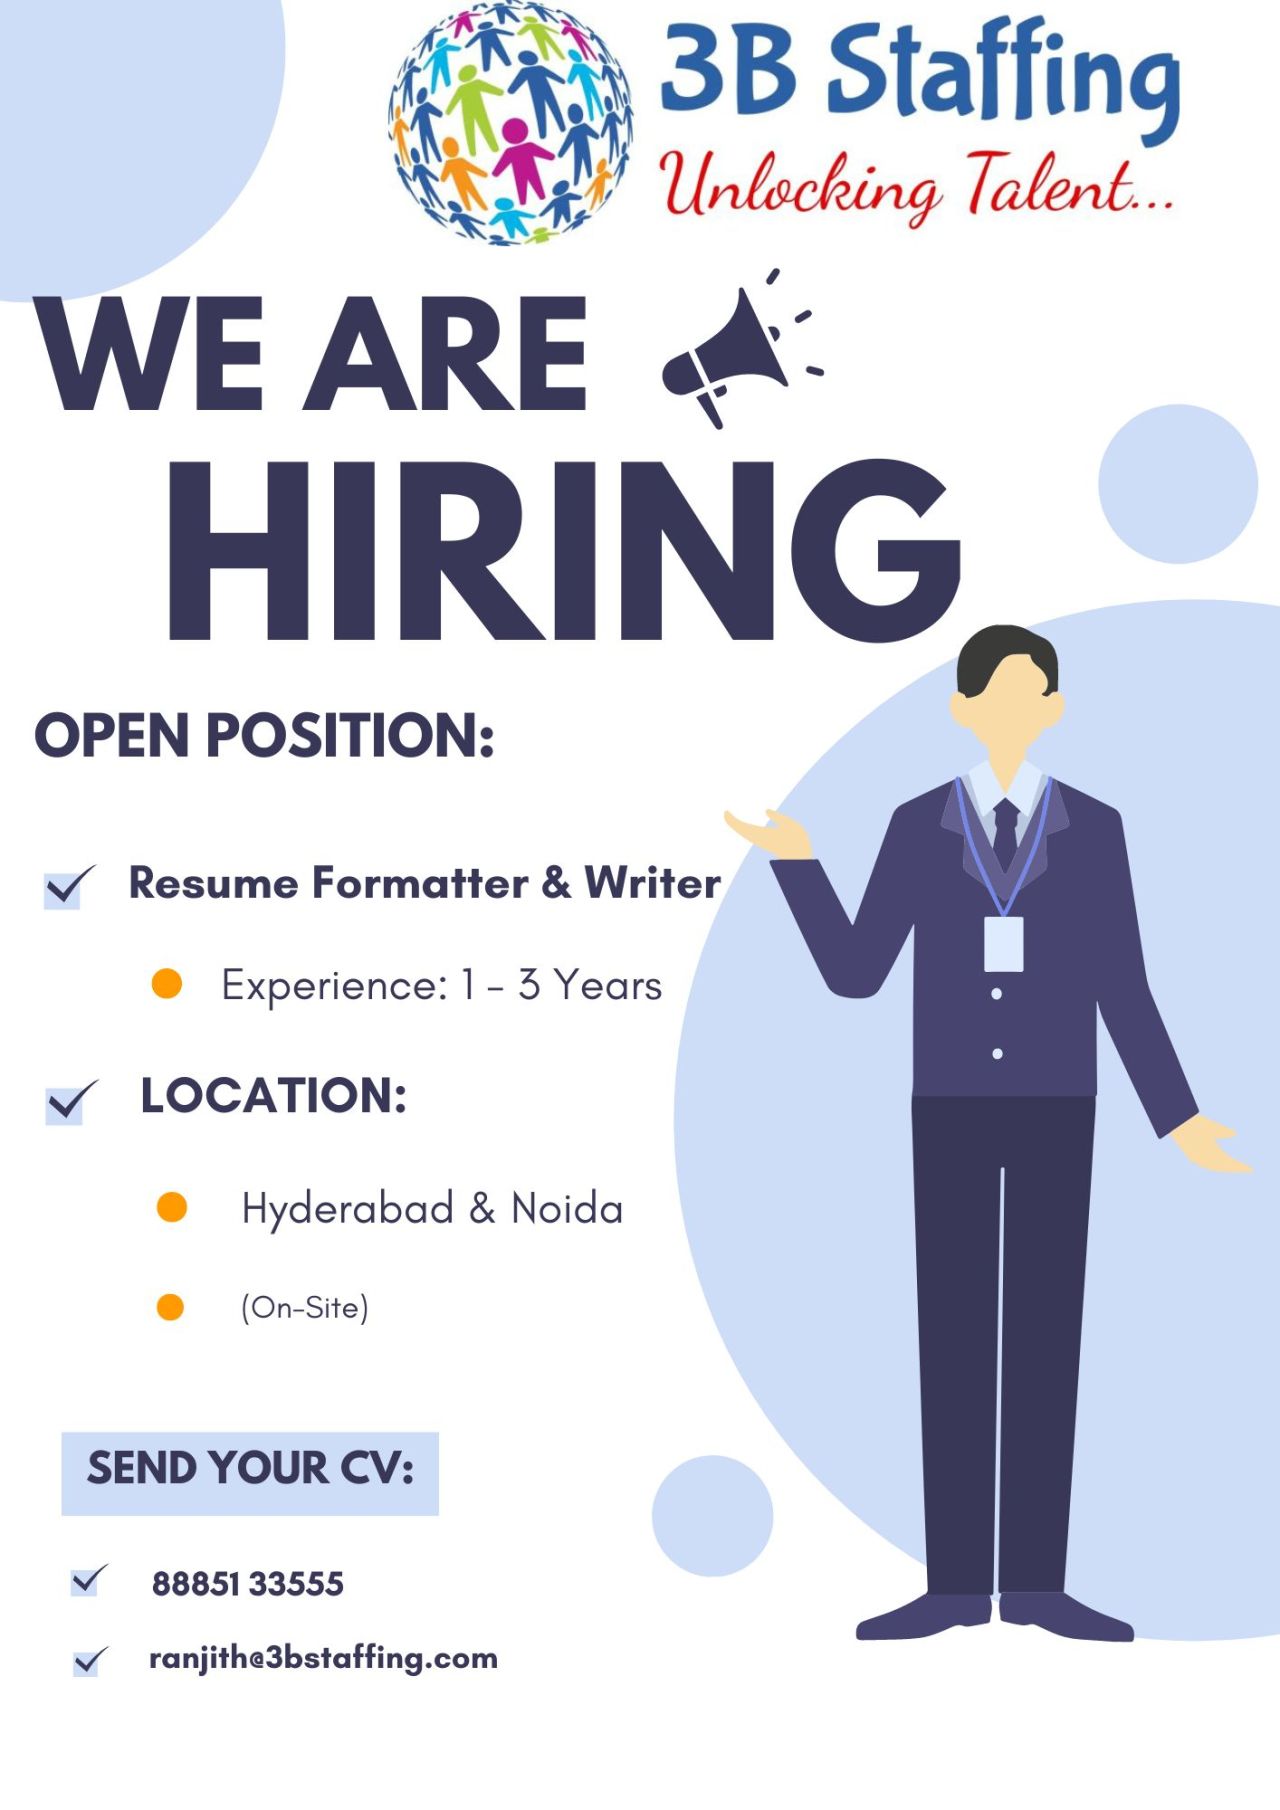 3B Staffing
Unlocking Talent...
WE ARE
HIRING
OPEN POSITION:
Resume Formatter & Writer
Experience: 1 - 3 Years
LOCATION:
Hyderabad & Noida
(On-Site)
SEND YOUR CV:
88851 33555
ranjith@3bstaffing.com